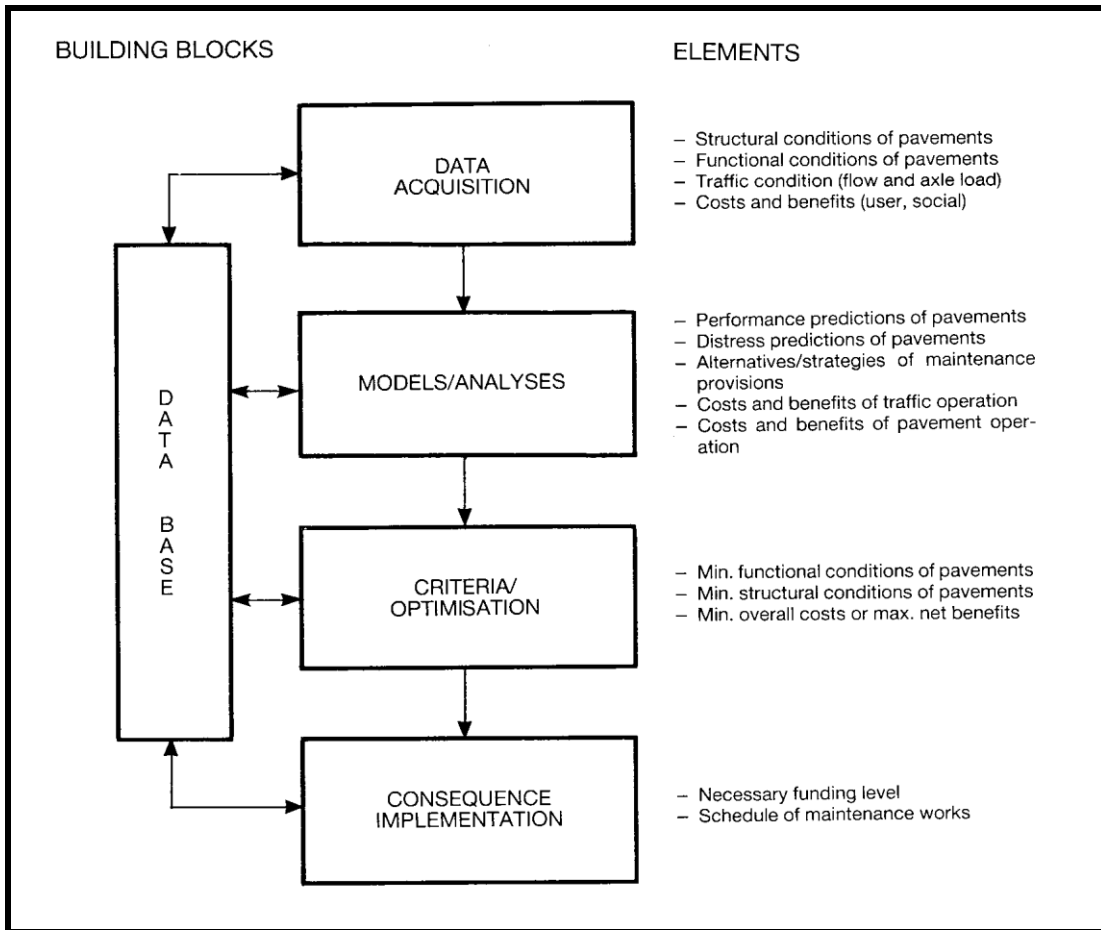 BUILDING BLOCKS
ELEMENTS
DATA
ACQUISITION
– Structural conditions of pavements
– Functional conditions of pavements
– Traffic condition (flow and axle load)
– Costs and benefits (user, social)
MODELS/ANALYSES
– Performance predictions of pavements
– Distress predictions of pavements
– Alternatives/strategies of maintenance
provisions
– Costs and benefits of traffic operation
– Costs and benefits of pavement oper-
ation
DATA BASE
CRITERIA/
OPTIMISATION
– Min. functional conditions of pavements
– Min. structural conditions of pavements
– Min. overall costs or max. net benefits
CONSEQUENCE
IMPLEMENTATION
– Necessary funding level
– Schedule of maintenance works